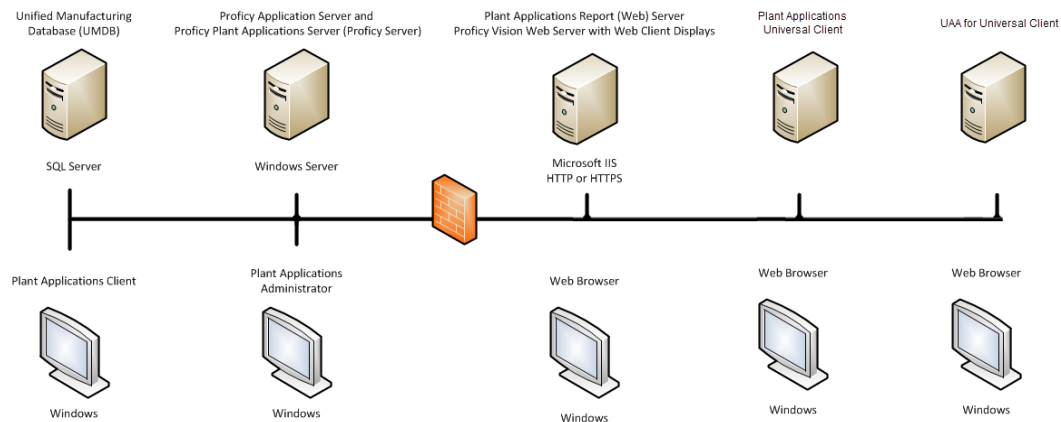 Unified Manufacturing
Database (UMDB)
Proficy Application Server and
Proficy Plant Applications Server (Proficy Server)
Plant Applications Report (Web) Server
Proficy Vision Web Server with Web Client Displays
Plant Applications
Universal Client
UAA for Universal Client
SQL Server
Windows Server
Microsoft IIS
HTTP or HTTPS
Plant Applications Client
Plant Applications
Administrator
Web Browser
Web Browser
Web Browser
Windows
Windows
Windows
Windows
Windows